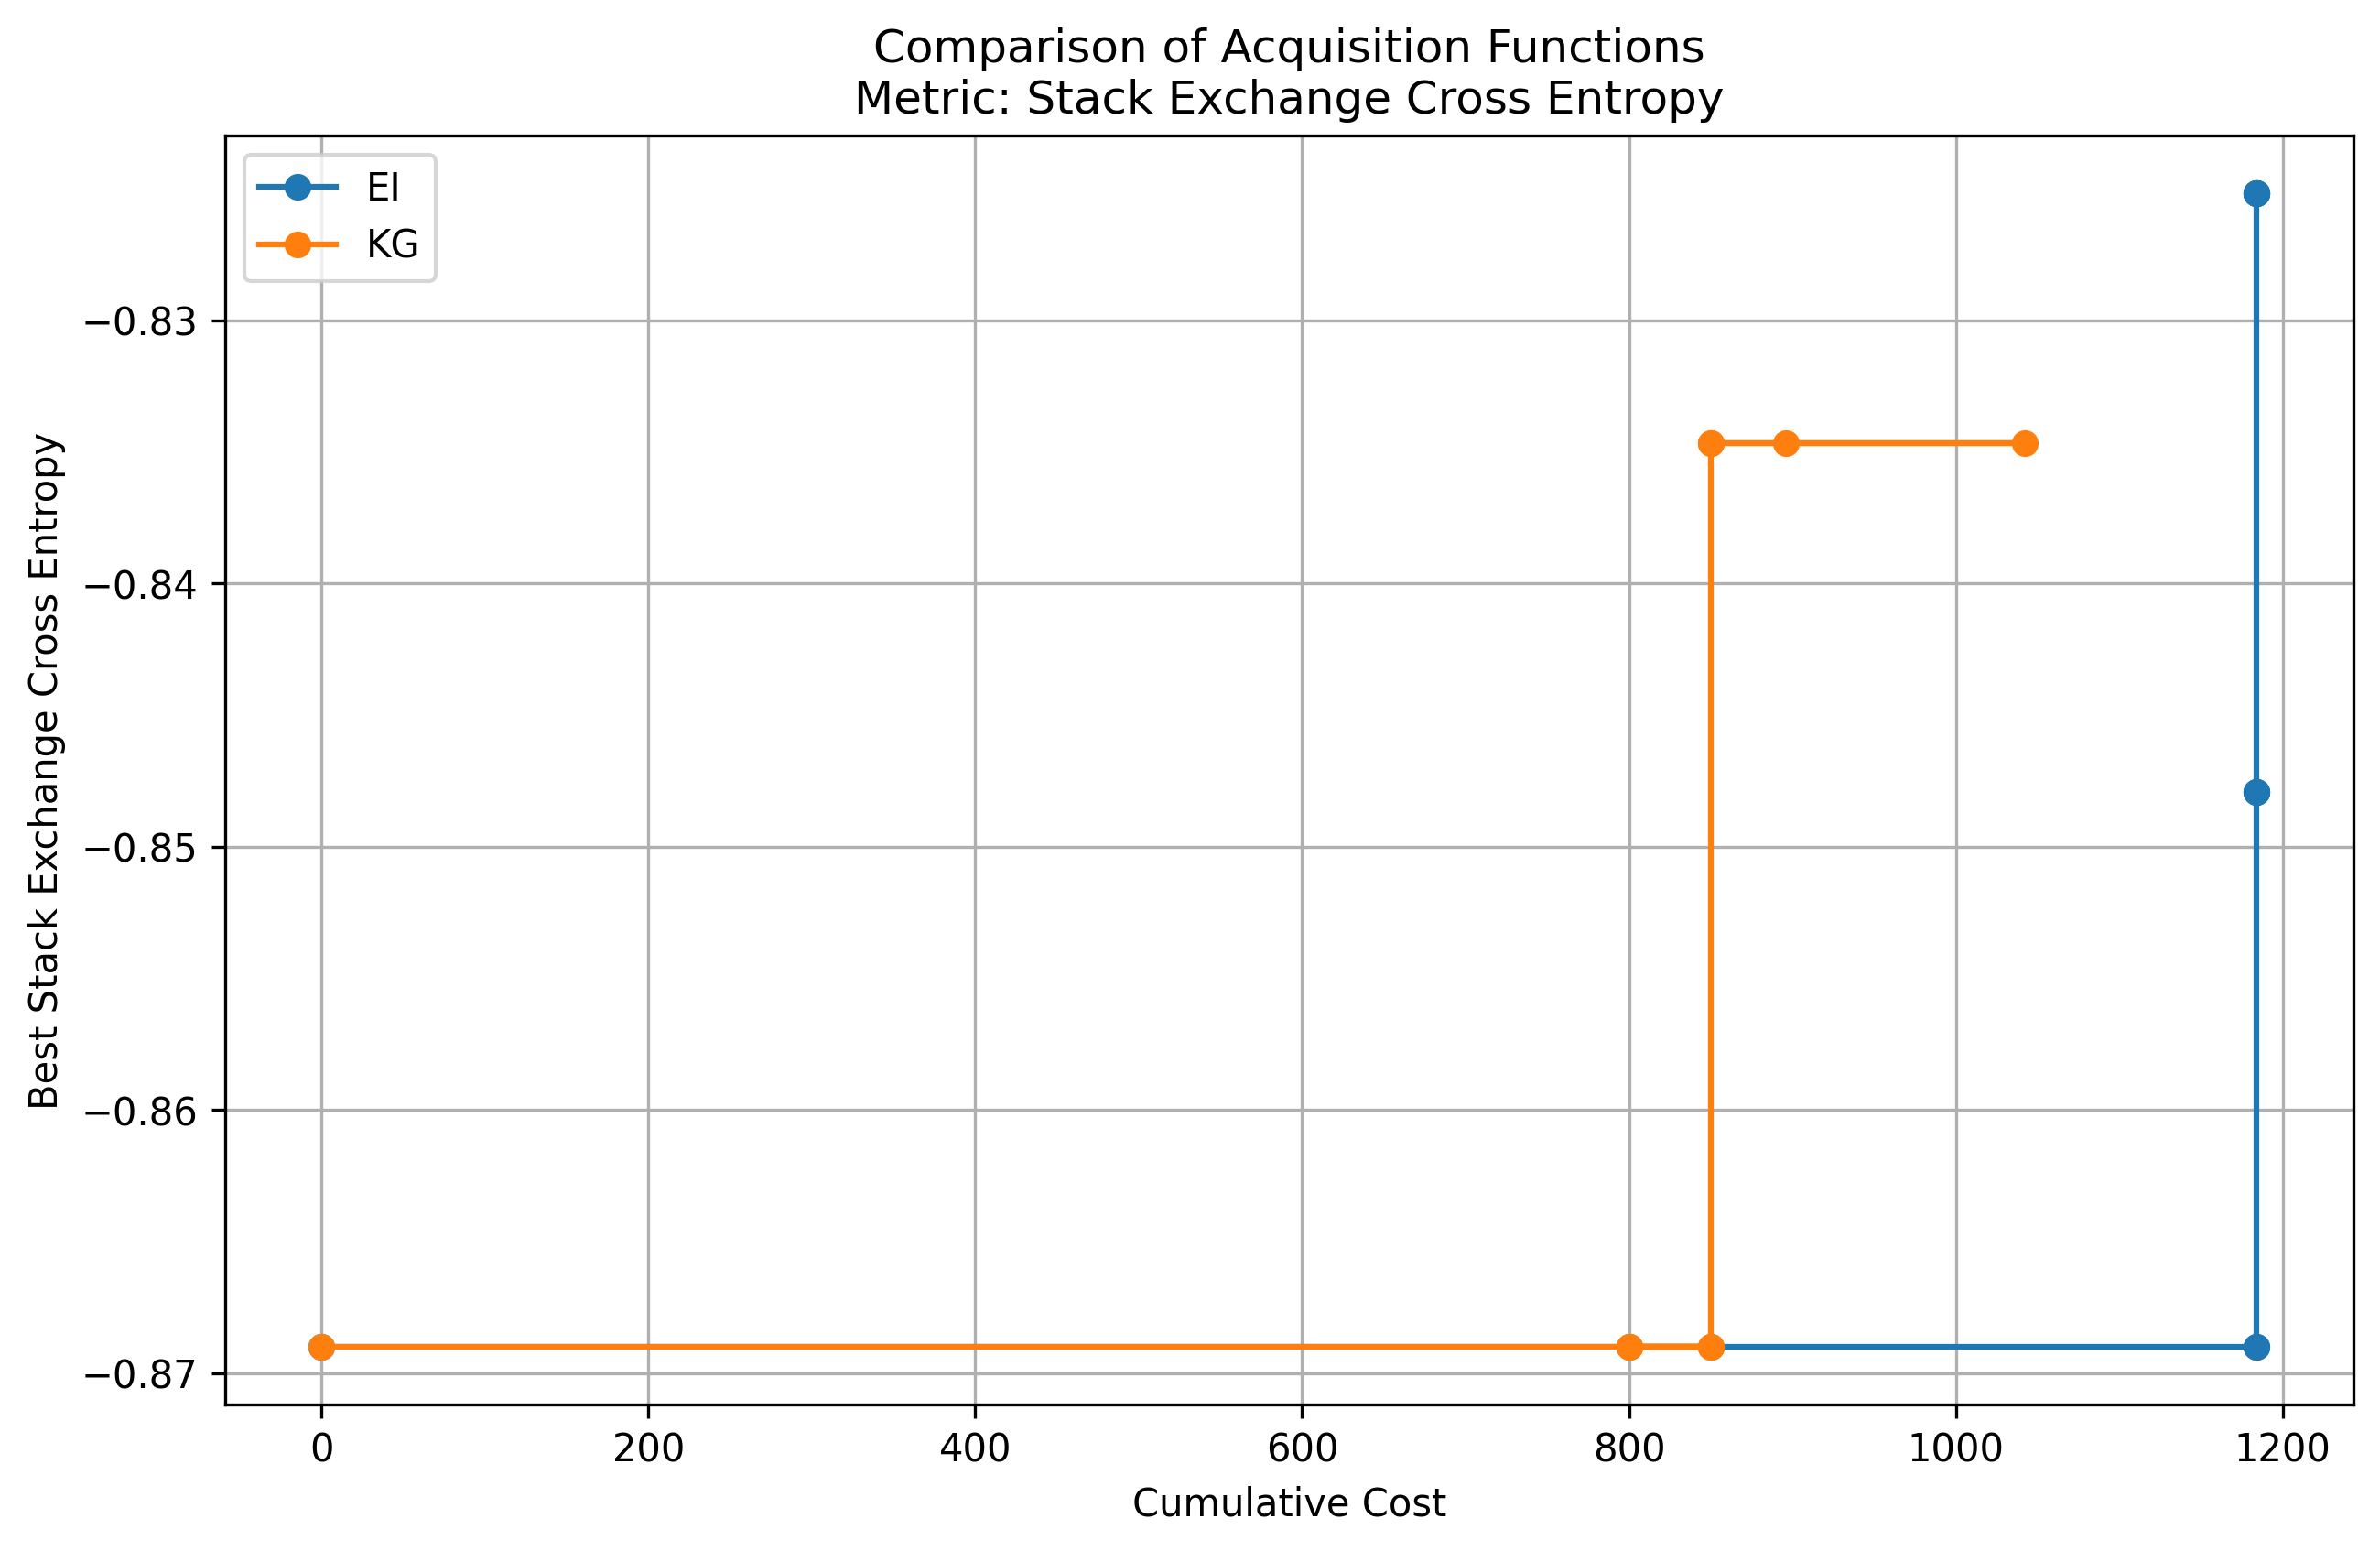 Comparison of Acquisition Functions
Metric: Stack Exchange Cross Entropy
EI
KG
Best Stack Exchange Cross Entropy
−0.83
−0.84
−0.85
−0.86
−0.87
0 200 400 600 800 1000 1200
Cumulative Cost